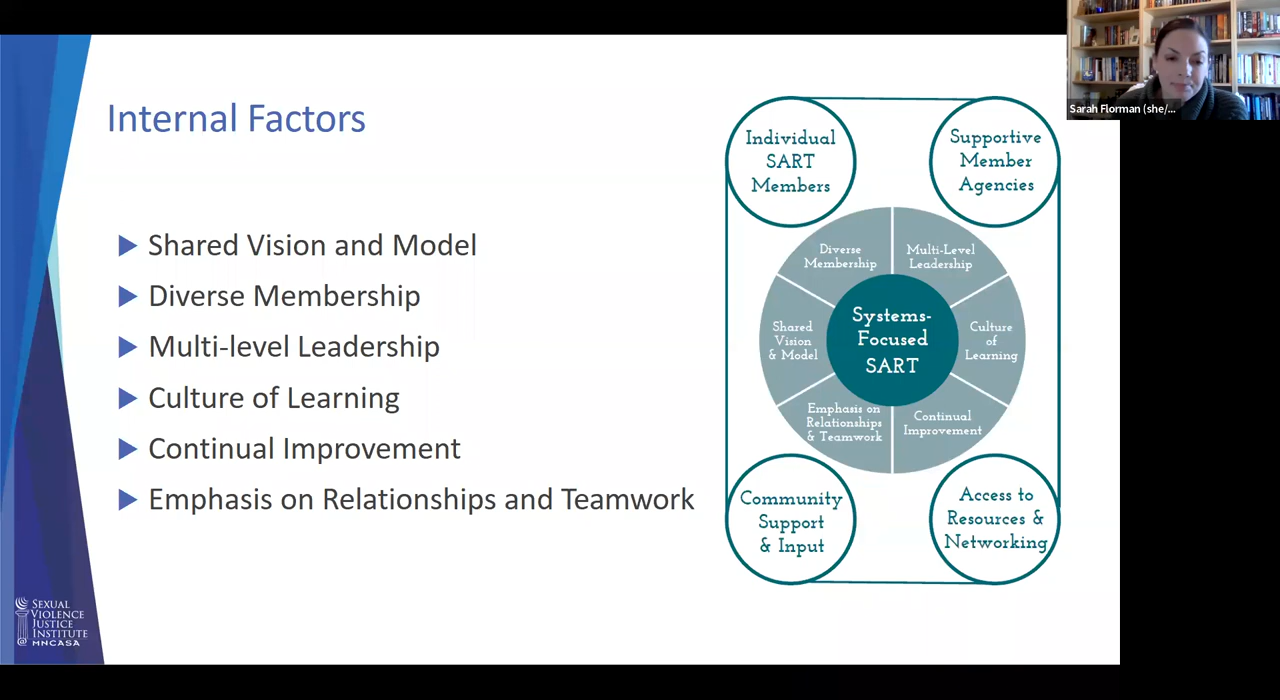 Internal Factors
Shared Vision and Model
Diverse Membership
Multi-level Leadership
Culture of Learning
Continual Improvement
Emphasis on Relationships and Teamwork
Individual
SART
Members
Supportive
Member
Agencies
Diverse
Membership
Multi-Level
Leadership
Shared
Vision
& Model
Systems-
Focused
SART
Culture
of
Learning
Emphasis on
Relationships
& Teamwork
Continual
Improvement
Community
Support
& Input
Access to
Resources &
Networking
Sexual
Violence
Justice
Institute
@ MNCASA
Sarah Florman (she/...